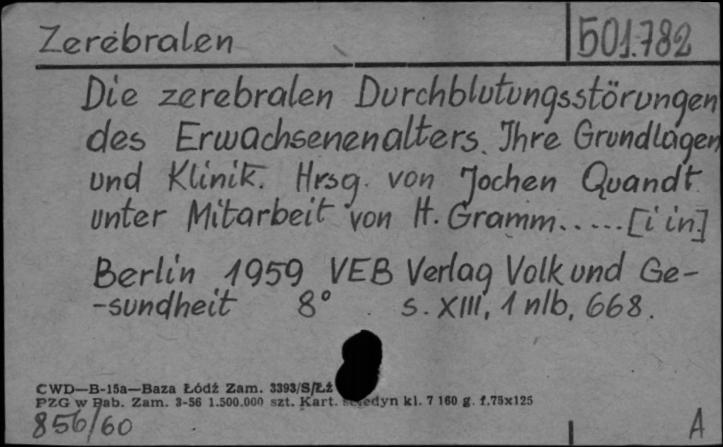 Zerebralen 501.782
Die zerebralen Durchblutungsstörungen
des Erwachsenenalters. Ihre Grundlagen
und Klinik. Hrsg. von Jochen Quandt
unter Mitarbeit von H. Gramm..... [i in.]
Berlin 1959 VEB Verlag Volk und Ge-
-sundheit 8° s. XIII, 1 nlb, 668.
CWD—B-15a—Baza Łódź Zam. 3393/S/Łź
PZG w Pab. Zam. 3-56 1.500.000 szt. Kart. kl. 7 160 g. f.75x125
856/60 A